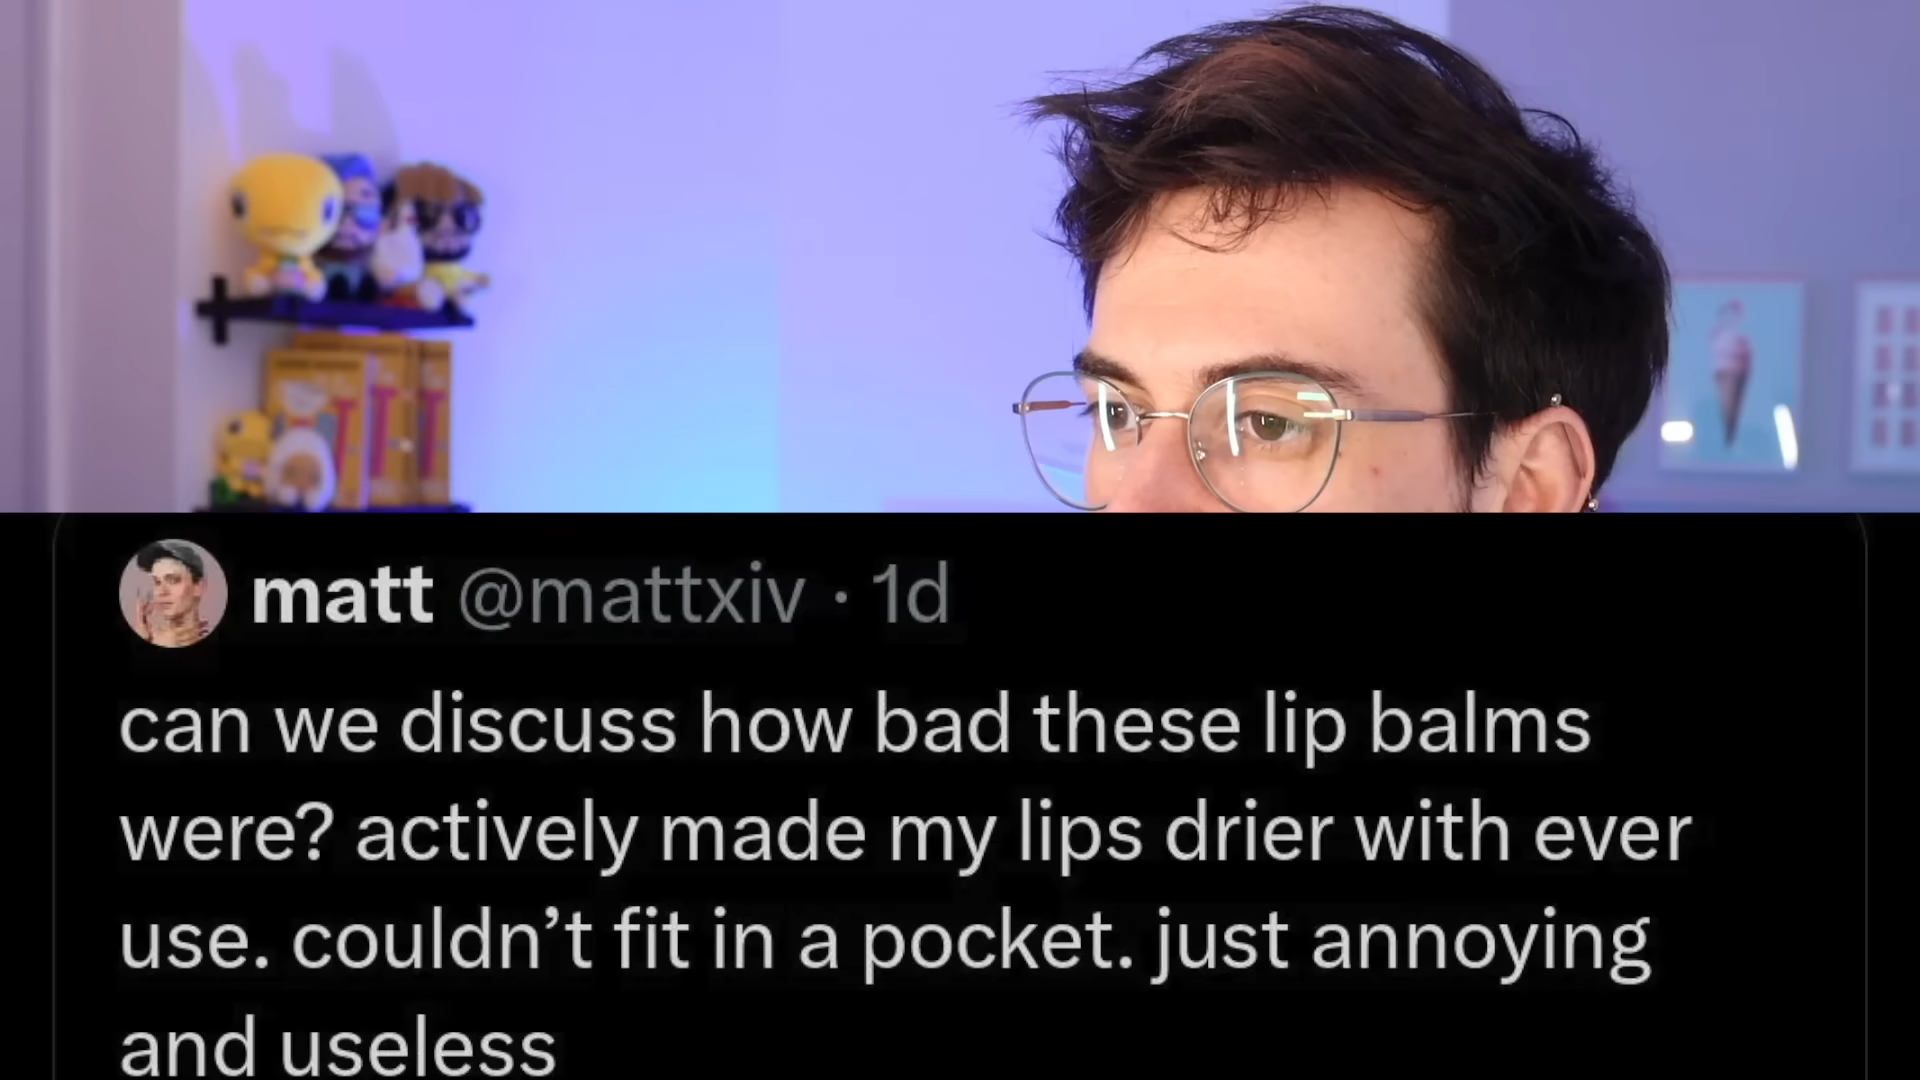 matt @mattxiv · 1d
can we discuss how bad these lip balms
were? actively made my lips drier with ever
use. couldn’t fit in a pocket. just annoying
and useless